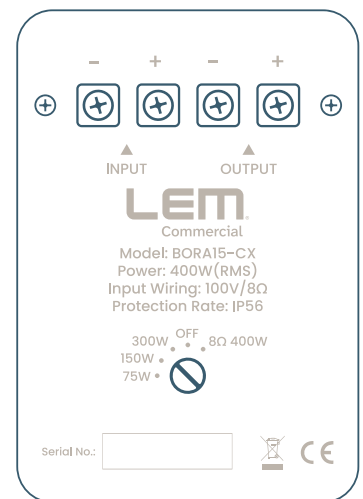 - + - +
INPUT OUTPUT
LEM
Commercial
Model: BORA15-CX
Power: 400W(RMS)
Input Wiring: 100V/8Ω
Protection Rate: IP56
OFF
300W 8Ω 400W
150W
75W
Serial No.:
CE